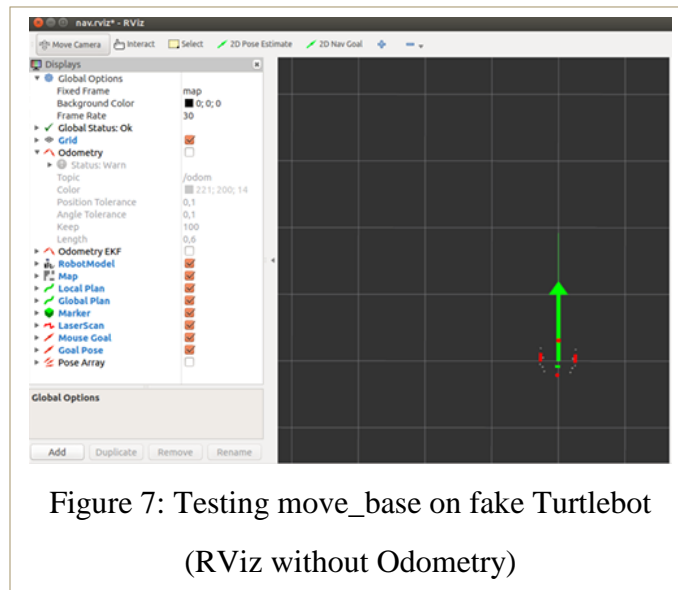 nav.rviz* - RViz
Move Camera Interact Select 2D Pose Estimate 2D Nav Goal
Displays
Global Options
Fixed Frame map
Background Color 0; 0; 0
Frame Rate 30
Global Status: Ok
Grid
Odometry
Status: Warn
Topic /odom
Color 221; 200; 14
Position Tolerance 0,1
Angle Tolerance 0,1
Keep 100
Length 0,6
Odometry EKF
RobotModel
Map
Local Plan
Global Plan
Marker
LaserScan
Mouse Goal
Goal Pose
Pose Array
Global Options
Add Duplicate Remove Rename
Figure 7: Testing move_base on fake Turtlebot
(RViz without Odometry)